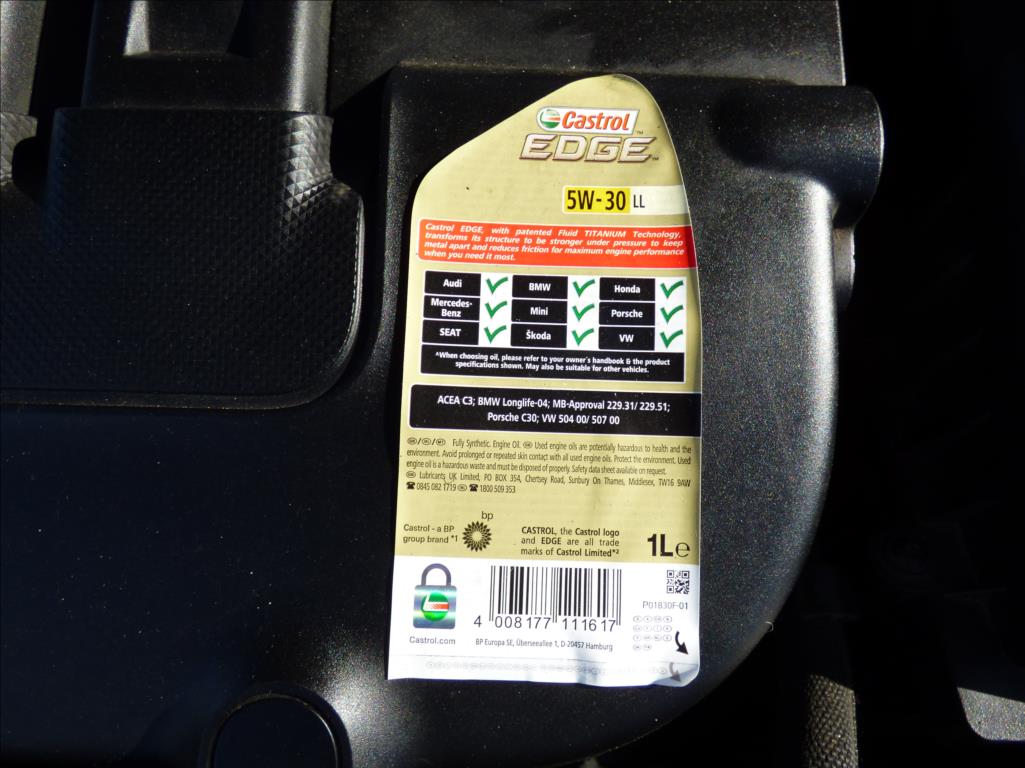 Castrol
EDGE
5W-30 LL
Castrol EDGE, with patented Fluid TITANIUM Technology,
transforms its structure to be stronger under pressure to keep
metal apart and reduces friction for maximum engine performance
when you need it most.
Audi BMW Honda
Mercedes-Benz Mini Porsche
SEAT Škoda VW
*When choosing oil, please refer to your owner's handbook & the product
specifications shown. May also be suitable for other vehicles.
ACEA C3; BMW Longlife-04; MB-Approval 229.31/ 229.51;
Porsche C30; VW 504 00/ 507 00
Fully Synthetic. Engine Oil. Used engine oils are potentially hazardous to health and the
environment. Avoid prolonged or repeated skin contact with all used engine oils. Protect the environment. Used
engine oil is a hazardous waste and must be disposed of properly. Safety data sheet available on request.
Lubricants UK Limited, PO BOX 354, Chertsey Road, Sunbury On Thames, Middlesex, TW16 9AW
0845 082 1719 1800 509 353
bp
Castrol - a BP
group brand *1
CASTROL, the Castrol logo
and EDGE are all trade
marks of Castrol Limited*2
1L e
P01830F-01
4 008177 111617
Castrol.com
BP Europa SE, Überseeallee 1, D-20457 Hamburg